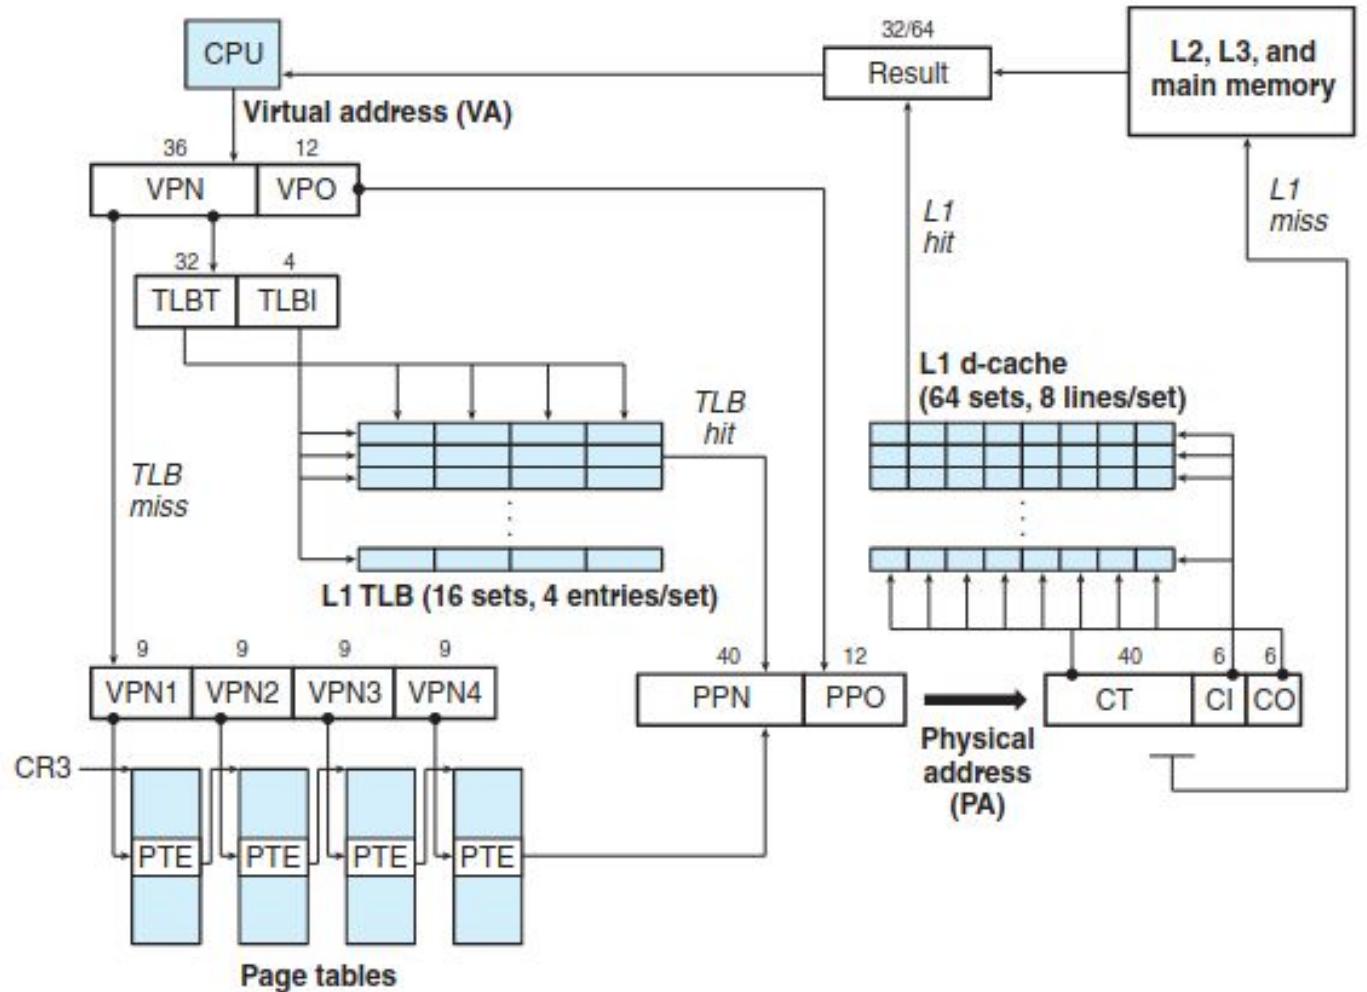 CPU
32/64
Result
L2, L3, and
main memory
Virtual address (VA)
36
12
VPN
VPO
L1
hit
L1
miss
32
4
TLBT
TLBI
L1 d-cache
(64 sets, 8 lines/set)
TLB
hit
TLB
miss
L1 TLB (16 sets, 4 entries/set)
9
9
9
9
VPN1
VPN2
VPN3
VPN4
40
12
PPN
PPO
40
6
6
CT
CI
CO
Physical
address
(PA)
CR3
PTE
PTE
PTE
PTE
Page tables